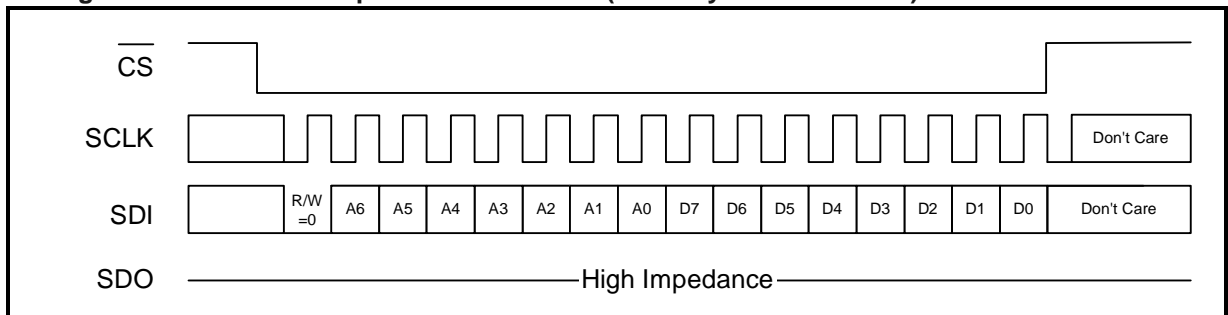 CS
SCLK
Don't Care
SDI
R/W
=0
A6 A5 A4 A3 A2 A1 A0 D7 D6 D5 D4 D3 D2 D1 D0 Don't Care
SDO
High Impedance